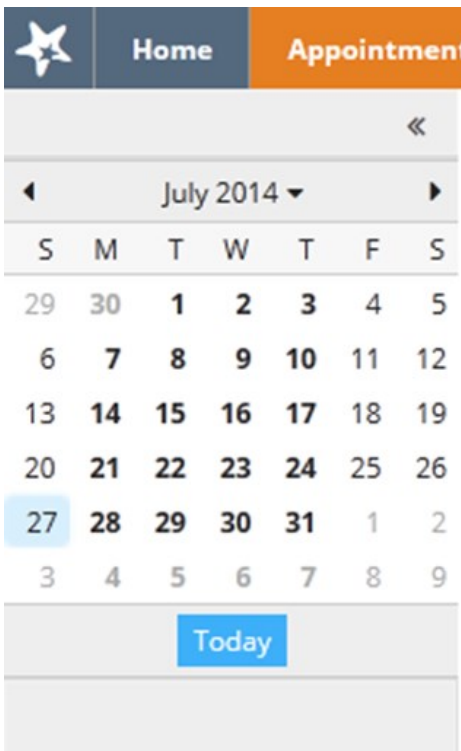 Home Appointmen
«
July 2014
S M T W T F S
29 30 1 2 3 4 5
6 7 8 9 10 11 12
13 14 15 16 17 18 19
20 21 22 23 24 25 26
27 28 29 30 31 1 2
3 4 5 6 7 8 9
Today